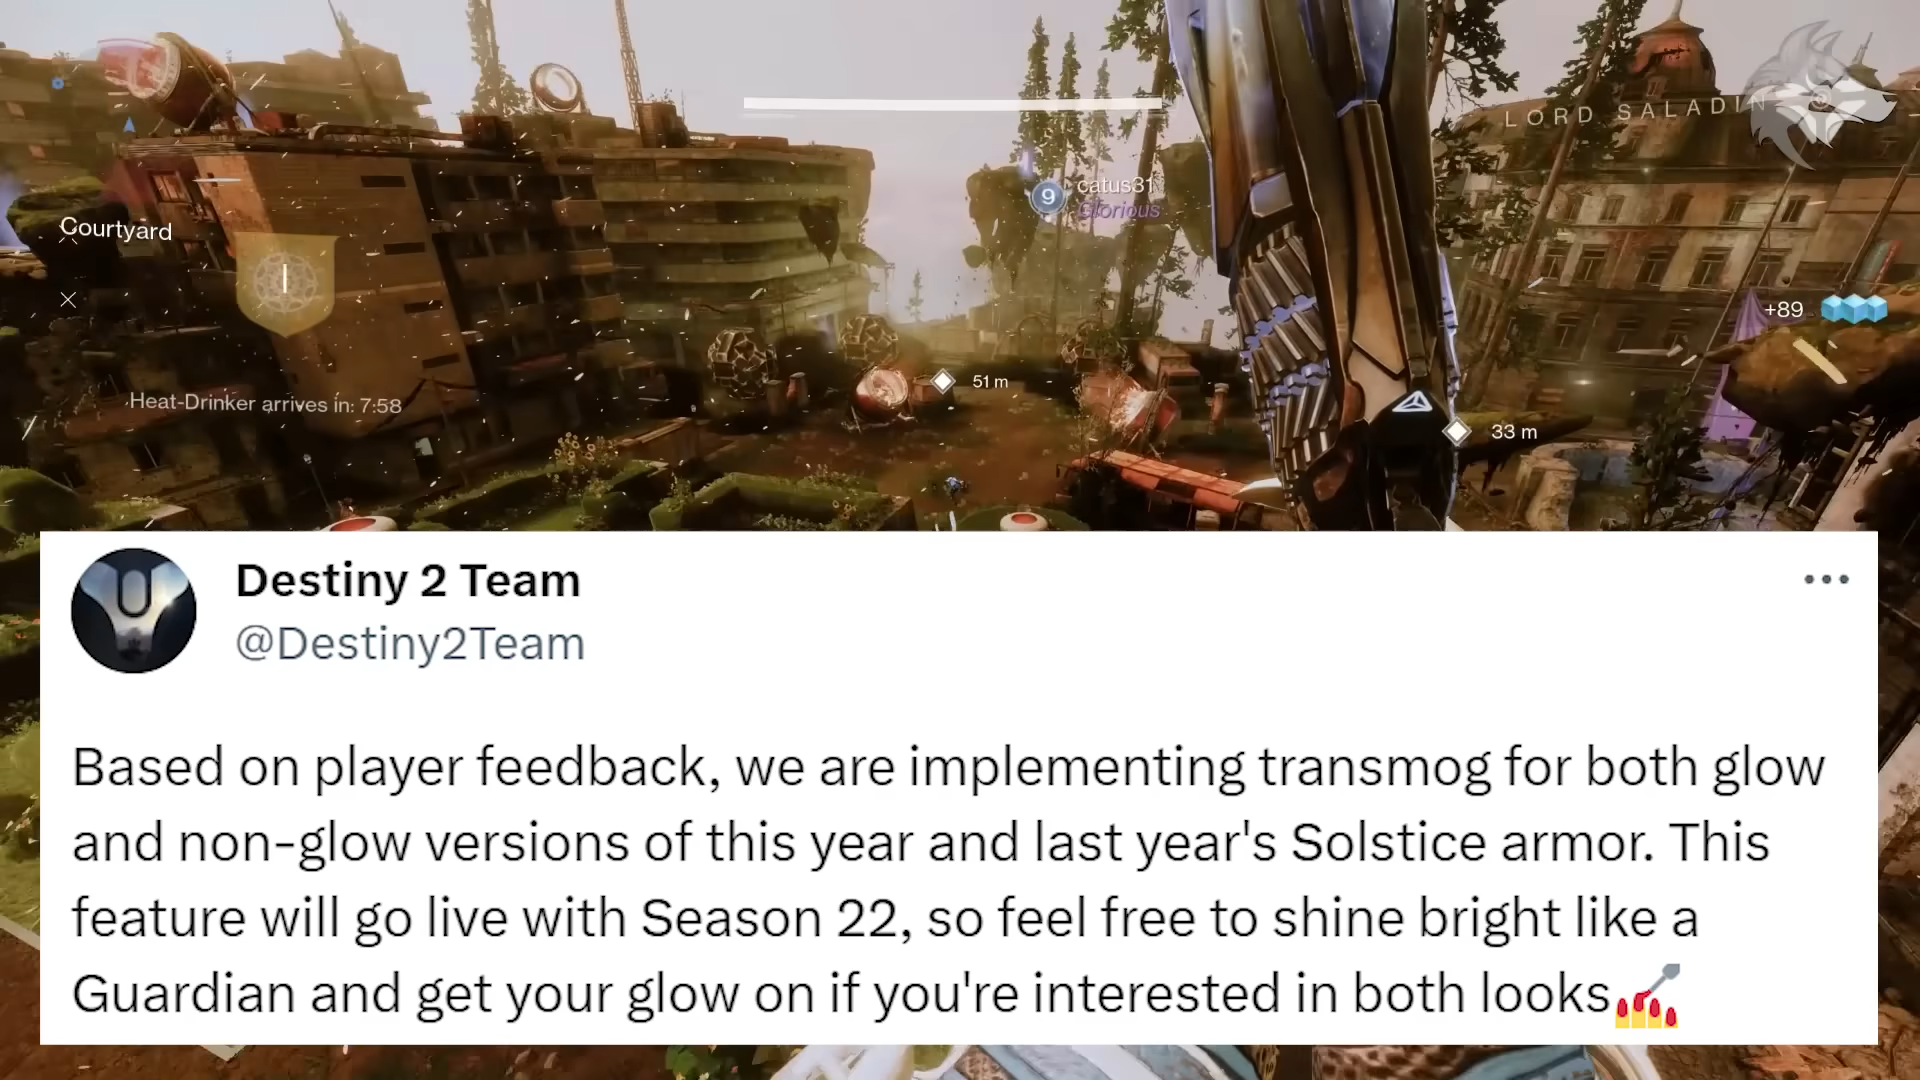 LORD SALADIN
9
catus31
Glorious
Courtyard
+89
51 m
Heat-Drinker arrives in: 7:58
33 m
Destiny 2 Team
@Destiny2Team
Based on player feedback, we are implementing transmog for both glow
and non-glow versions of this year and last year's Solstice armor. This
feature will go live with Season 22, so feel free to shine bright like a
Guardian and get your glow on if you're interested in both looks💅